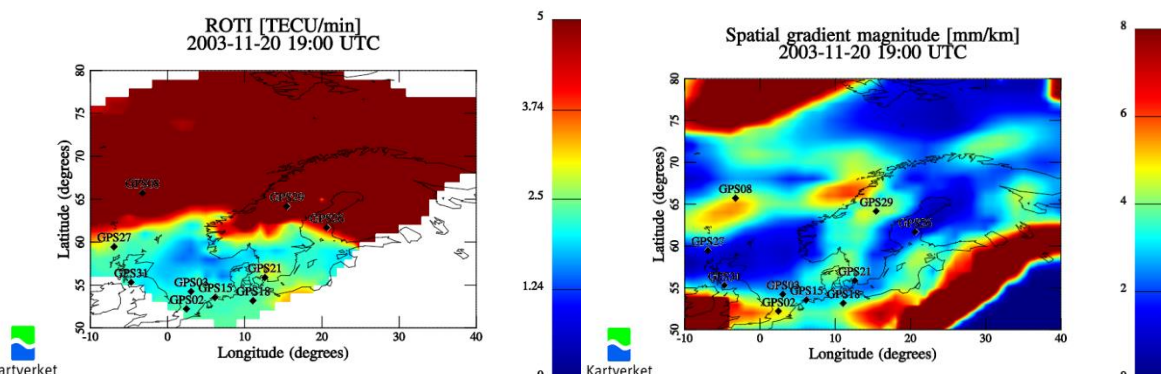 ROTI [TECU/min]
2003-11-20 19:00 UTC
5
3.74
2.5
1.24
0
80
75
70
65
60
55
50
Latitude (degrees)
-10
0
10
20
30
40
Longitude (degrees)
GPS08
GPS29
GPS27
GPS31
GPS21
GPS03
GPS15
GPS18
GPS02
artverket
Spatial gradient magnitude [mm/km]
2003-11-20 19:00 UTC
8
6
4
2
0
80
75
70
65
60
55
50
Latitude (degrees)
-10
0
10
20
30
40
Longitude (degrees)
GPS08
GPS29
GPS27
GPS31
GPS21
GPS03
GPS15
GPS18
GPS02
Kartverket